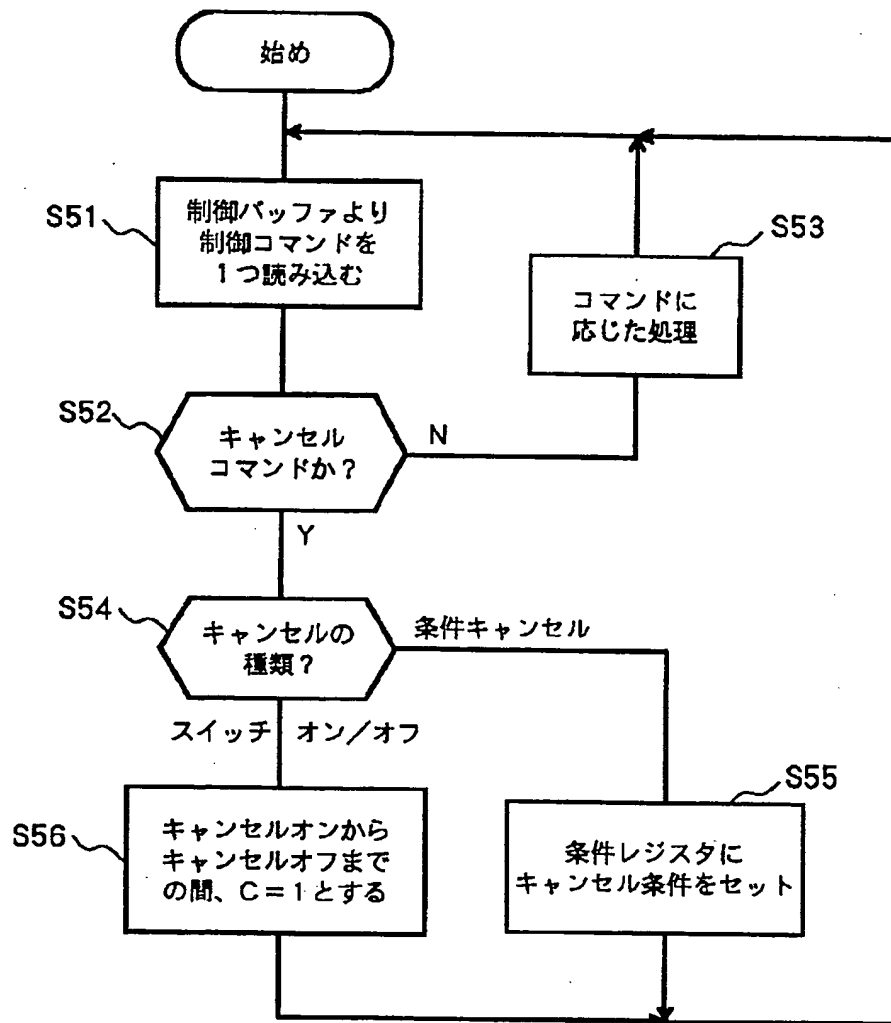 始め
S51
制御バッファより
制御コマンドを
1つ読み込む
S53
コマンドに
応じた処理
S52
キャンセル
コマンドか？
N
Y
S54
キャンセルの
種類？
条件キャンセル
スイッチ オン／オフ
S56
キャンセルオンから
キャンセルオフまで
の間、C＝1とする
S55
条件レジスタに
キャンセル条件をセット